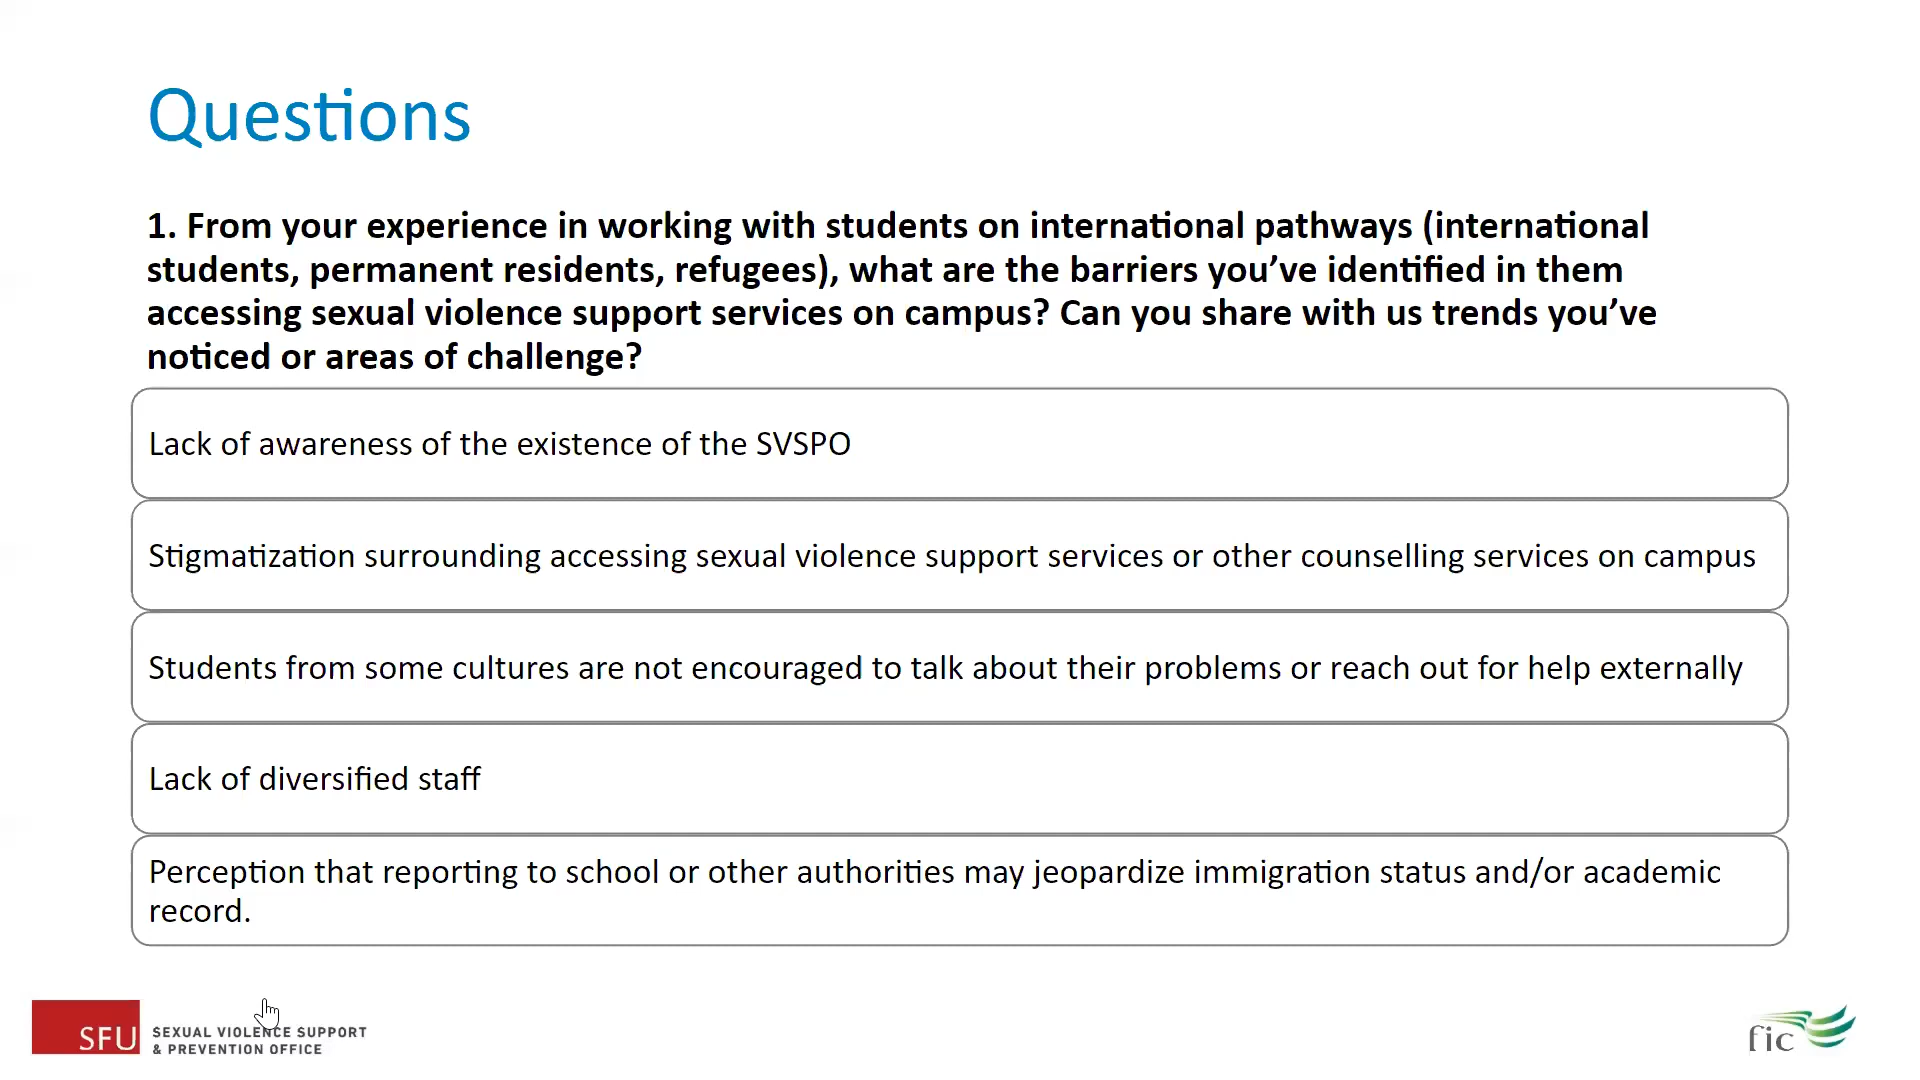 Questions
1. From your experience in working with students on international pathways (international
students, permanent residents, refugees), what are the barriers you’ve identified in them
accessing sexual violence support services on campus? Can you share with us trends you’ve
noticed or areas of challenge?
Lack of awareness of the existence of the SVSPO
Stigmatization surrounding accessing sexual violence support services or other counselling services on campus
Students from some cultures are not encouraged to talk about their problems or reach out for help externally
Lack of diversified staff
Perception that reporting to school or other authorities may jeopardize immigration status and/or academic
record.
SFU
SEXUAL VIOLENCE SUPPORT
& PREVENTION OFFICE
fic